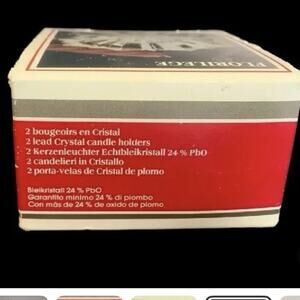 FLORILEGE
2 bougeoirs en Cristal
2 lead Crystal candle holders
2 Kerzenleuchter Echtbleikristall 24 % PbO
2 candelieri in Cristallo
2 porta-velas de Cristal de plomo
Bleikristall 24 % PbO
Garantito minimo 24 % di piombo
Con más de 24 % de oxido de plomo